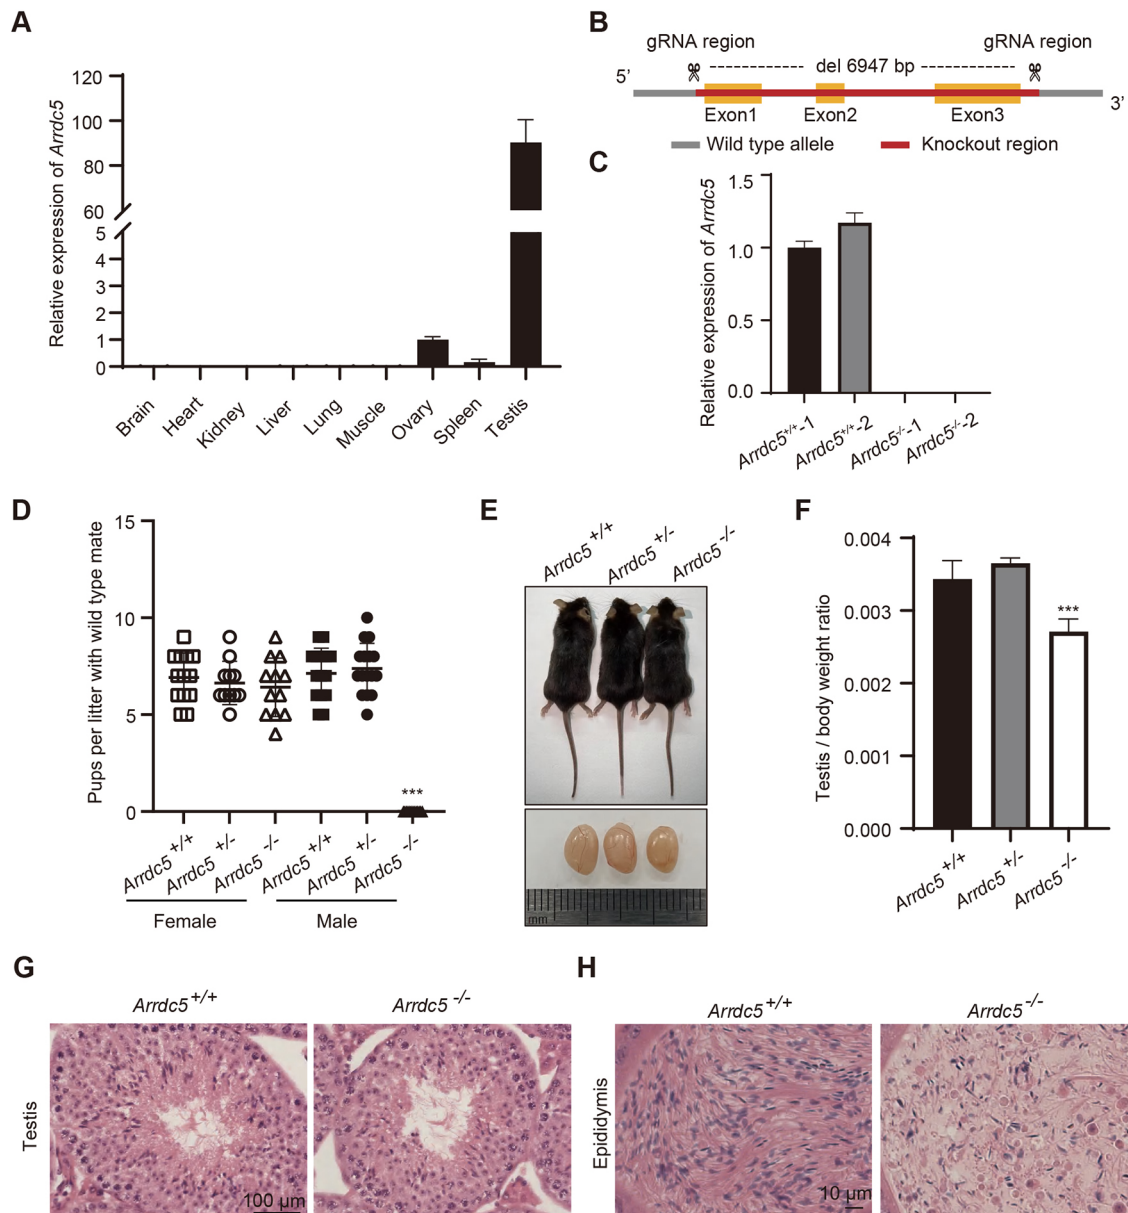 A
Relative expression of Arrdc5
120
100
80
60
5
4
3
2
1
0
Brain
Heart
Kidney
Liver
Lung
Muscle
Ovary
Spleen
Testis
B
gRNA region
gRNA region
5’
del 6947 bp
3’
Exon1
Exon2
Exon3
Wild type allele
Knockout region
C
Relative expression of Arrdc5
1.5
1.0
0.5
0.0
Arrdc5+/+-1
Arrdc5+/+-2
Arrdc5-/--1
Arrdc5-/--2
D
Pups per litter with wild type mate
15
10
5
0
***
Arrdc5+/+
Arrdc5+/-
Arrdc5-/-
Arrdc5+/+
Arrdc5+/-
Arrdc5-/-
Female
Male
E
Arrdc5+/+
Arrdc5+/-
Arrdc5-/-
mm
F
Testis / body weight ratio
0.004
0.003
0.002
0.001
0.000
***
Arrdc5+/+
Arrdc5+/-
Arrdc5-/-
G
Arrdc5+/+
Arrdc5-/-
Testis
100 µm
H
Arrdc5+/+
Arrdc5-/-
Epididymis
10 µm